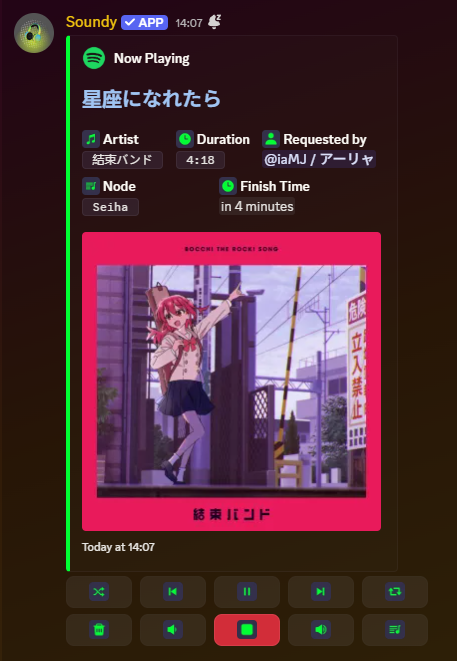 Soundy ✓ APP 14:07
Now Playing
星座になれたら
Artist Duration Requested by
結束バンド 4:18 @iaMJ / アーリャ
Node Finish Time
Seiha in 4 minutes
BOCCHI THE ROCK! SONG
危険
立入禁止
結束バンド
Today at 14:07